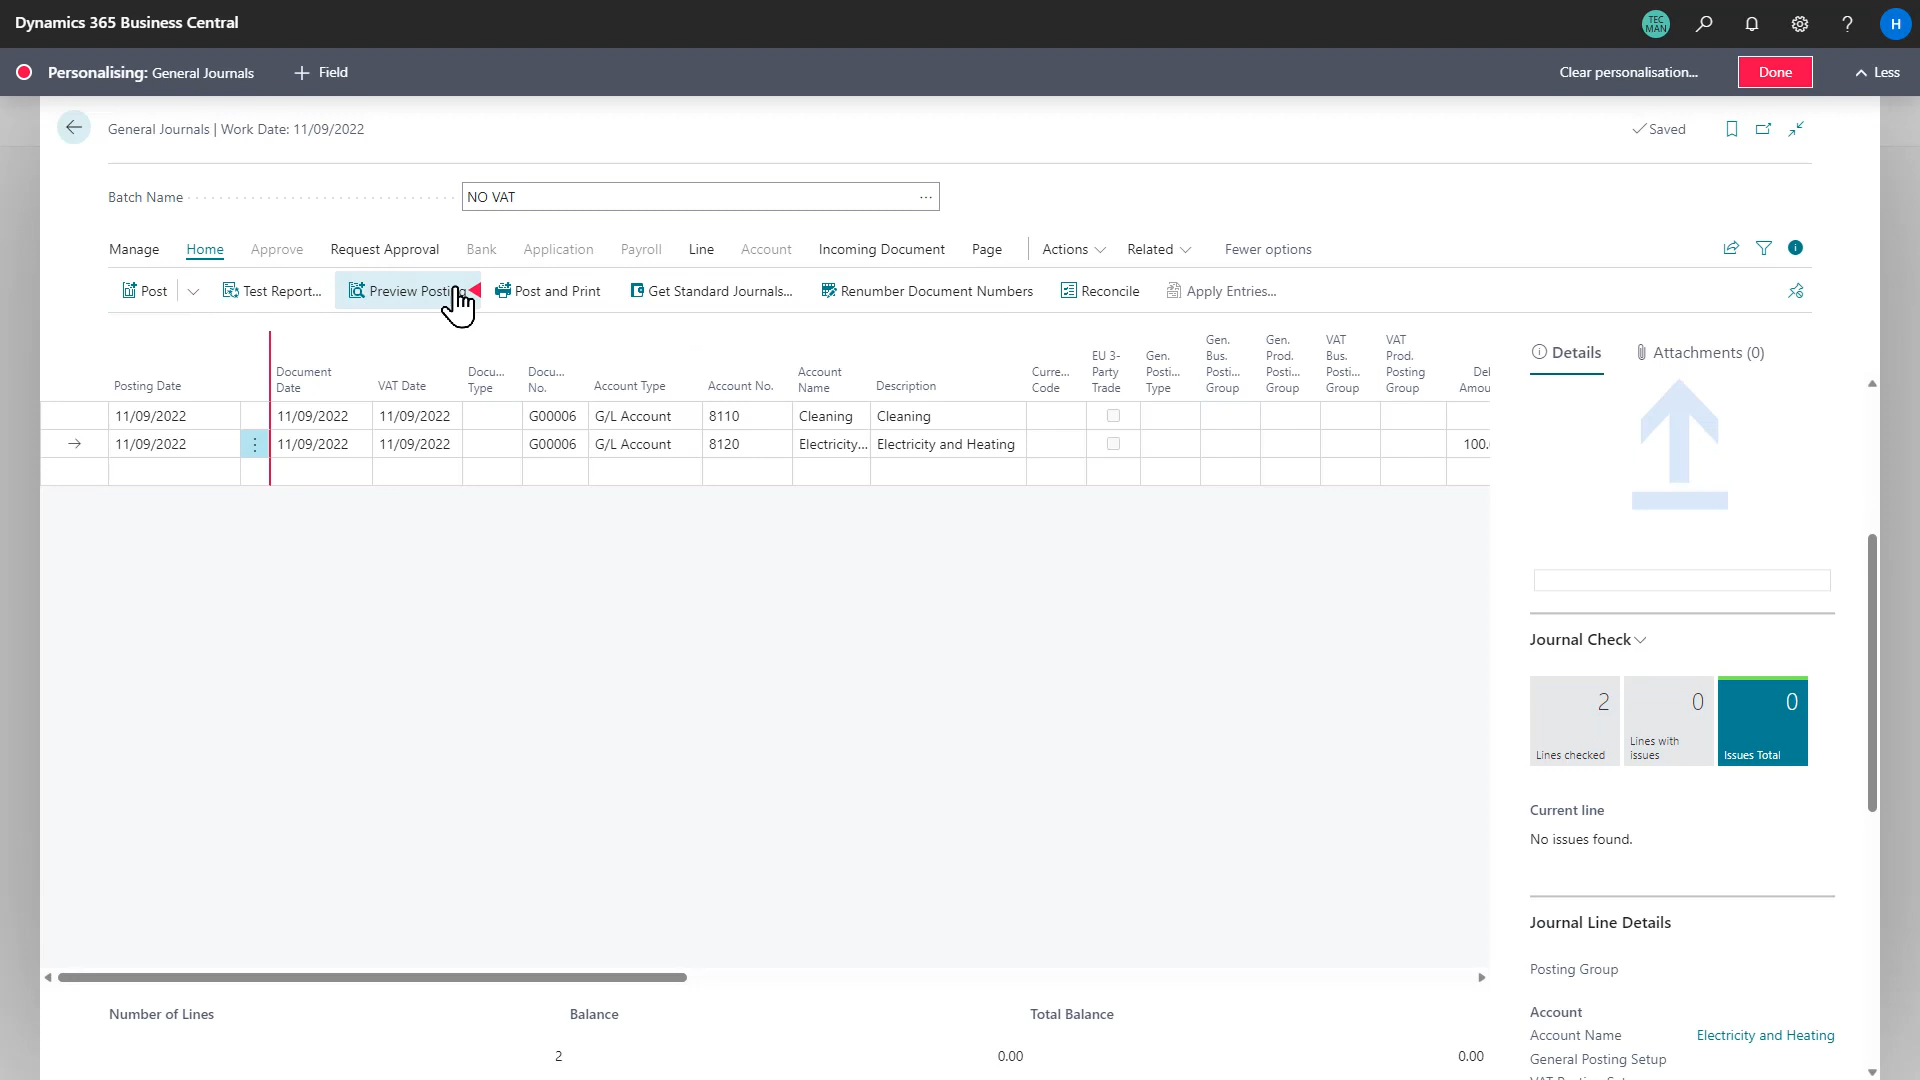 Dynamics 365 Business Central
TEC
MAN
?
H
Personalising: General Journals
+ Field
Clear personalisation...
Done
Less
General Journals | Work Date: 11/09/2022
Saved
Batch Name
NO VAT
...
Manage
Home
Approve
Request Approval
Bank
Application
Payroll
Line
Account
Incoming Document
Page
Actions
Related
Fewer options
Post
Test Report...
Preview Posting
Post and Print
Get Standard Journals...
Renumber Document Numbers
Reconcile
Apply Entries...
Posting Date
Document
Date
VAT Date
Docu...
Type
Docu...
No.
Account Type
Account No.
Account
Name
Description
Curre...
Code
EU 3-
Party
Trade
Gen.
Posti...
Type
Gen.
Bus.
Posti...
Group
Gen.
Prod.
Posti...
Group
VAT
Bus.
Posti...
Group
VAT
Prod.
Posting
Group
11/09/2022 11/09/2022 11/09/2022 G00006 G/L Account 8110 Cleaning Cleaning
11/09/2022 11/09/2022 11/09/2022 G00006 G/L Account 8120 Electricity... Electricity and Heating
Details
Attachments (0)
Journal Check
2
Lines checked
0
Lines with
issues
0
Issues Total
Current line
No issues found.
Journal Line Details
Posting Group
Account
Account Name Electricity and Heating
General Posting Setup
Number of Lines
2
Balance
0.00
Total Balance
0.00